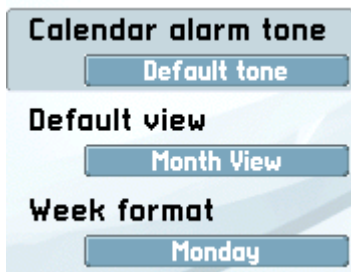 Calendar alarm tone
Default tone
Default view
Month View
Week format
Monday